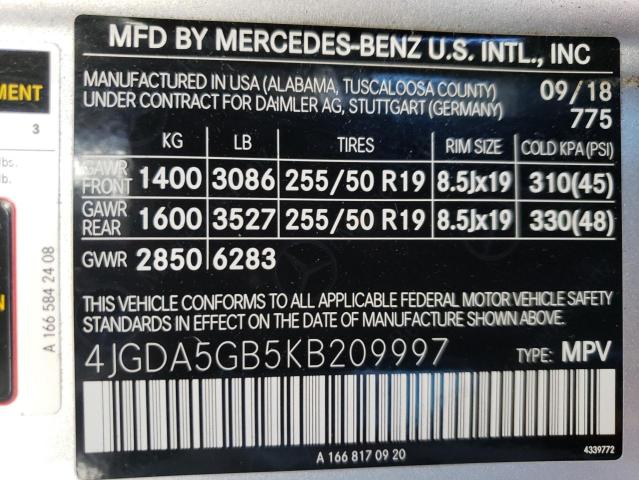 MFD BY MERCEDES-BENZ U.S. INTL., INC
MANUFACTURED IN USA (ALABAMA, TUSCALOOSA COUNTY) 09/18
UNDER CONTRACT FOR DAIMLER AG, STUTTGART (GERMANY) 775
KG LB TIRES RIM SIZE COLD KPA (PSI)
GAWR FRONT 1400 3086 255/50 R19 8.5Jx19 310(45)
GAWR REAR 1600 3527 255/50 R19 8.5Jx19 330(48)
GVWR 2850 6283
THIS VEHICLE CONFORMS TO ALL APPLICABLE FEDERAL MOTOR VEHICLE SAFETY
STANDARDS IN EFFECT ON THE DATE OF MANUFACTURE SHOWN ABOVE.
4JGDA5GB5KB209997 TYPE: MPV
A 166 817 09 20
4339772
MENT
3
lbs.
lb.
N
A 166 584 24 08